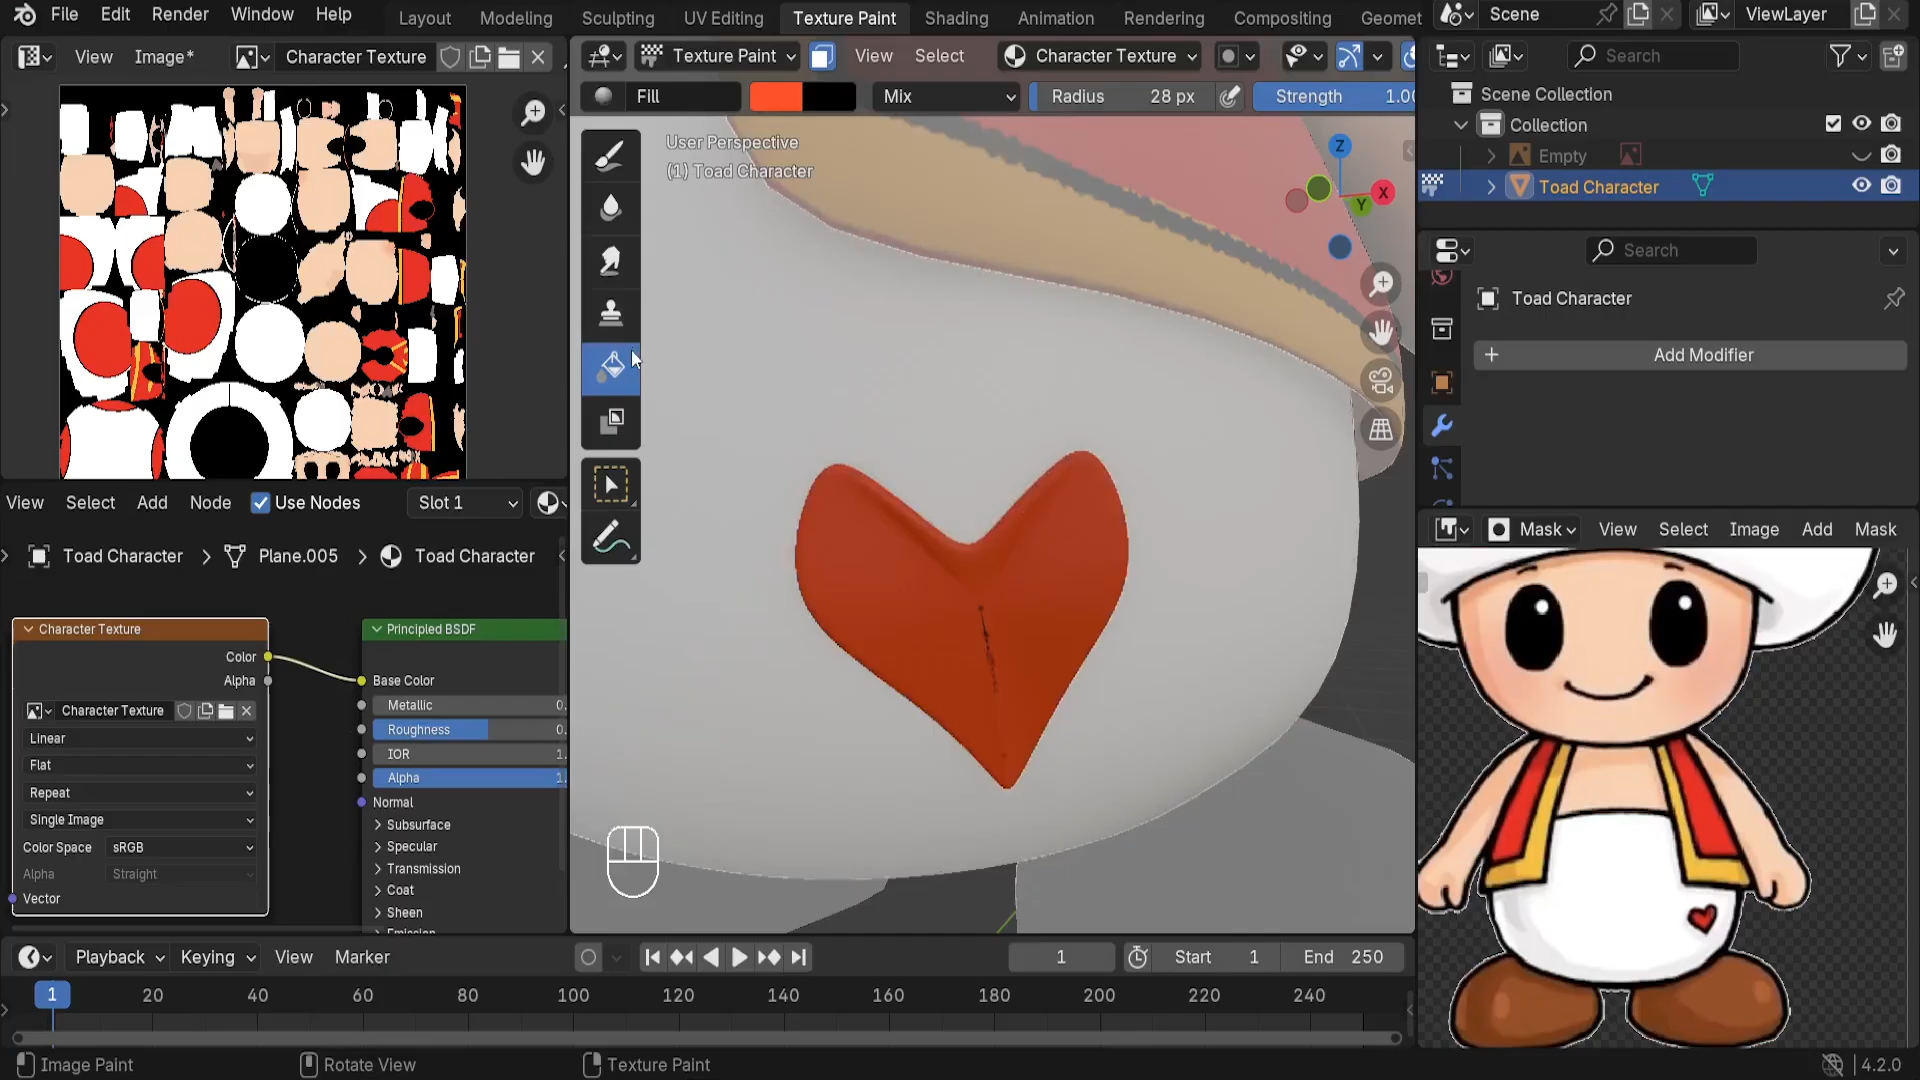 File Edit Render Window Help
Layout Modeling Sculpting UV Editing Texture Paint Shading Animation Rendering Compositing Geomet
Scene
ViewLayer
View Image* Character Texture
Texture Paint View Select Character Texture
Search
Fill Mix Radius 28 px Strength 1.00
Scene Collection
Collection
Empty
Toad Character
User Perspective
(1) Toad Character
Z
X
Y
Search
Toad Character
Add Modifier
View Select Add Node Use Nodes Slot 1
Mask View Select Image Add Mask
Toad Character Plane.005 Toad Character
Character Texture
Color
Alpha
Character Texture
Linear
Flat
Repeat
Single Image
Color Space sRGB
Alpha Straight
Vector
Principled BSDF
Base Color
Metallic 0.
Roughness 0.
IOR 1.
Alpha 1.
Normal
Subsurface
Specular
Transmission
Coat
Sheen
Playback Keying View Marker
1 Start 1 End 250
1 20 40 60 80 100 120 140 160 180 200 220 240
Image Paint Rotate View Texture Paint 4.2.0